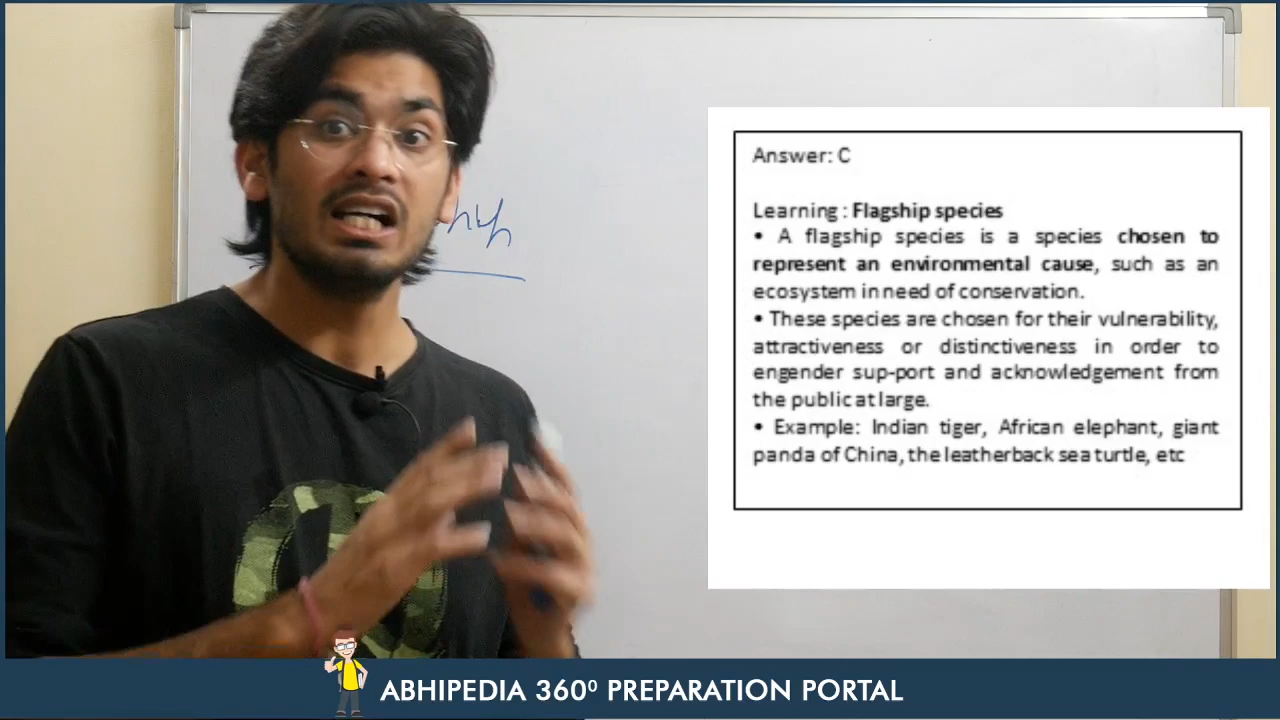 Answer: C
Learning : Flagship species
• A flagship species is a species chosen to
represent an environmental cause, such as an
ecosystem in need of conservation.
• These species are chosen for their vulnerability,
attractiveness or distinctiveness in order to
engender sup-port and acknowledgement from
the public at large.
• Example: Indian tiger, African elephant, giant
panda of China, the leatherback sea turtle, etc
ABHIPEDIA 360⁰ PREPARATION PORTAL